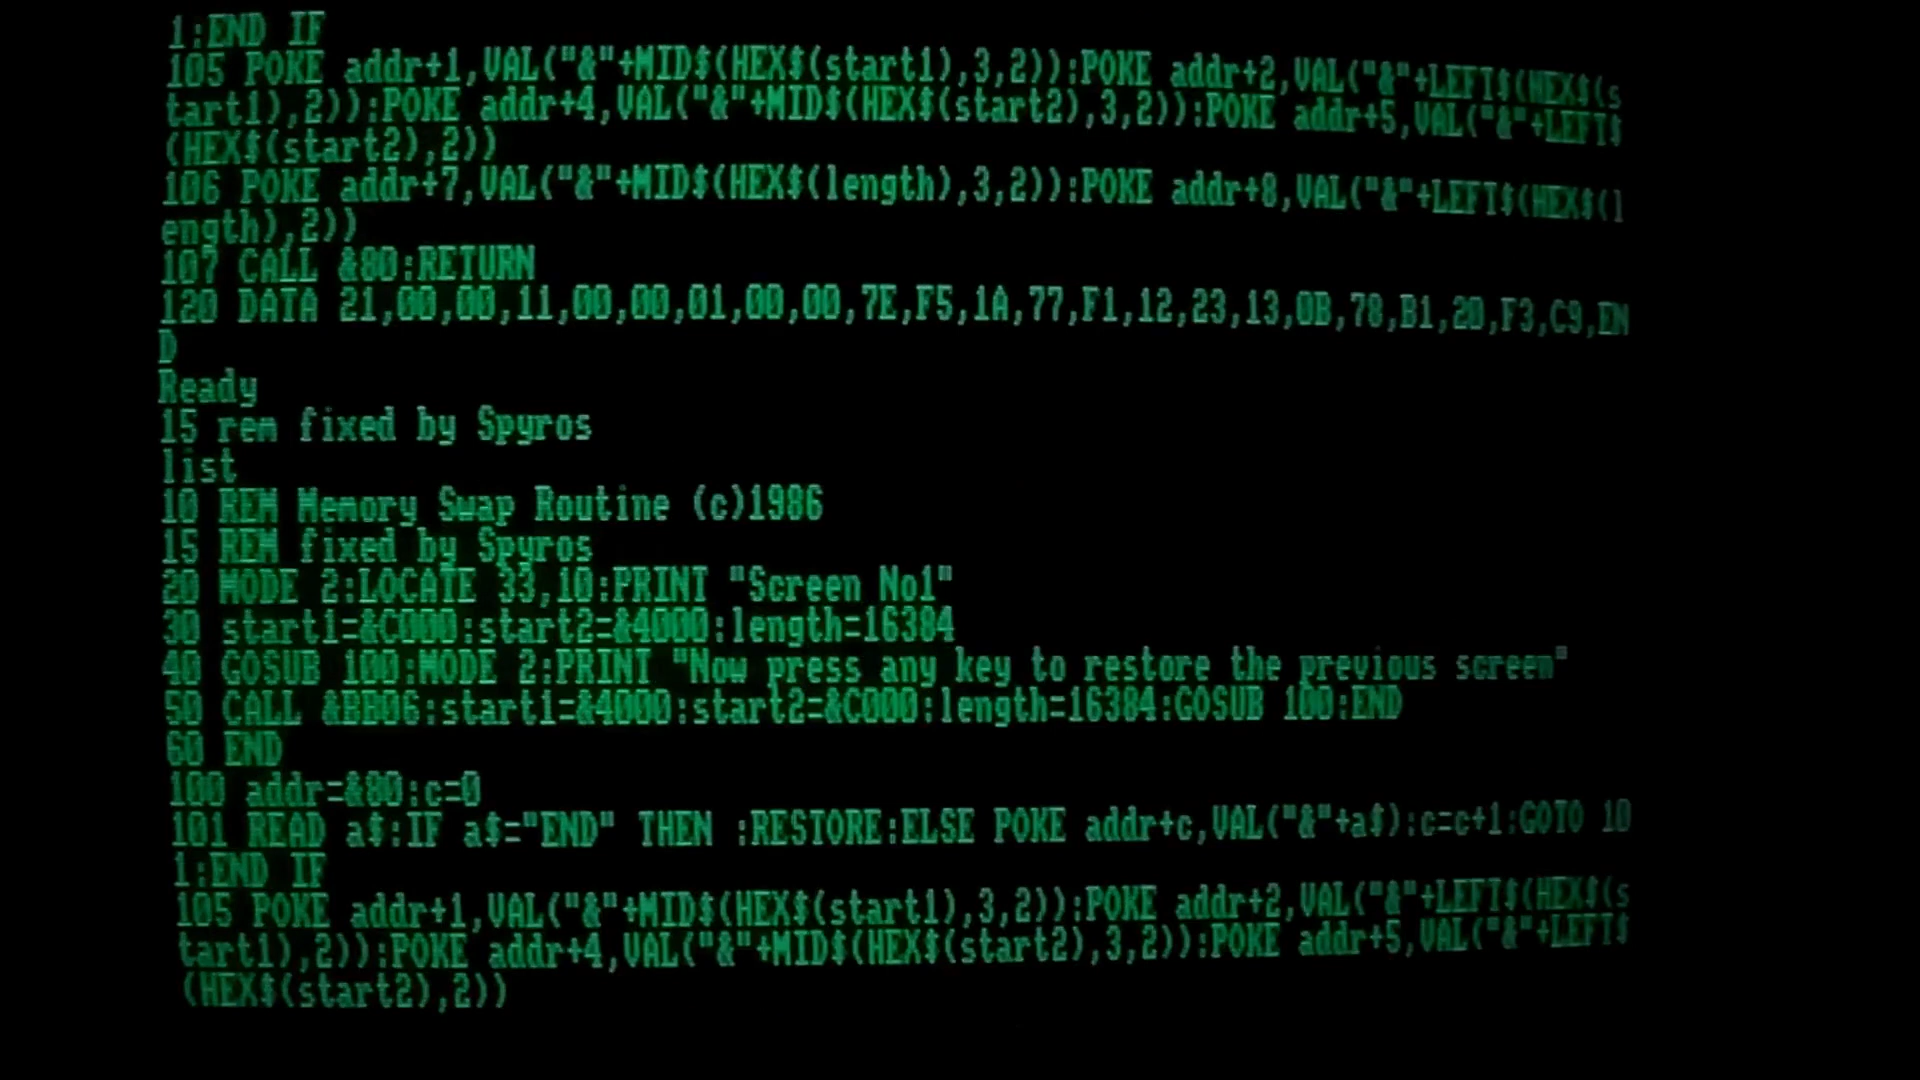 1:END IF
105 POKE addr+1,VAL("&"+MID$(HEX$(start1),3,2)):POKE addr+2,VAL("&"+LEFT$(HEX$(s
tart1),2)):POKE addr+4,VAL("&"+MID$(HEX$(start2),3,2)):POKE addr+5,VAL("&"+LEFT$
(HEX$(start2),2))
106 POKE addr+7,VAL("&"+MID$(HEX$(length),3,2)):POKE addr+8,VAL("&"+LEFT$(HEX$(l
ength),2))
107 CALL &80:RETURN
120 DATA 21,00,00,11,00,00,01,00,00,7E,F5,1A,77,F1,12,23,13,0B,78,B1,20,F3,C9,EN
D
Ready
15 rem fixed by Spyros
list
10 REM Memory Swap Routine (c)1986
15 REM fixed by Spyros
20 MODE 2:LOCATE 33,10:PRINT "Screen No1"
30 start1=&C000:start2=&4000:length=16384
40 GOSUB 100:MODE 2:PRINT "Now press any key to restore the previous screen"
50 CALL &BB06:start1=&4000:start2=&C000:length=16384:GOSUB 100:END
60 END
100 addr=&80:c=0
101 READ a$:IF a$="END" THEN :RESTORE:ELSE POKE addr+c,VAL("&"+a$):c=c+1:GOTO 10
1:END IF
105 POKE addr+1,VAL("&"+MID$(HEX$(start1),3,2)):POKE addr+2,VAL("&"+LEFT$(HEX$(s
tart1),2)):POKE addr+4,VAL("&"+MID$(HEX$(start2),3,2)):POKE addr+5,VAL("&"+LEFT$
(HEX$(start2),2))